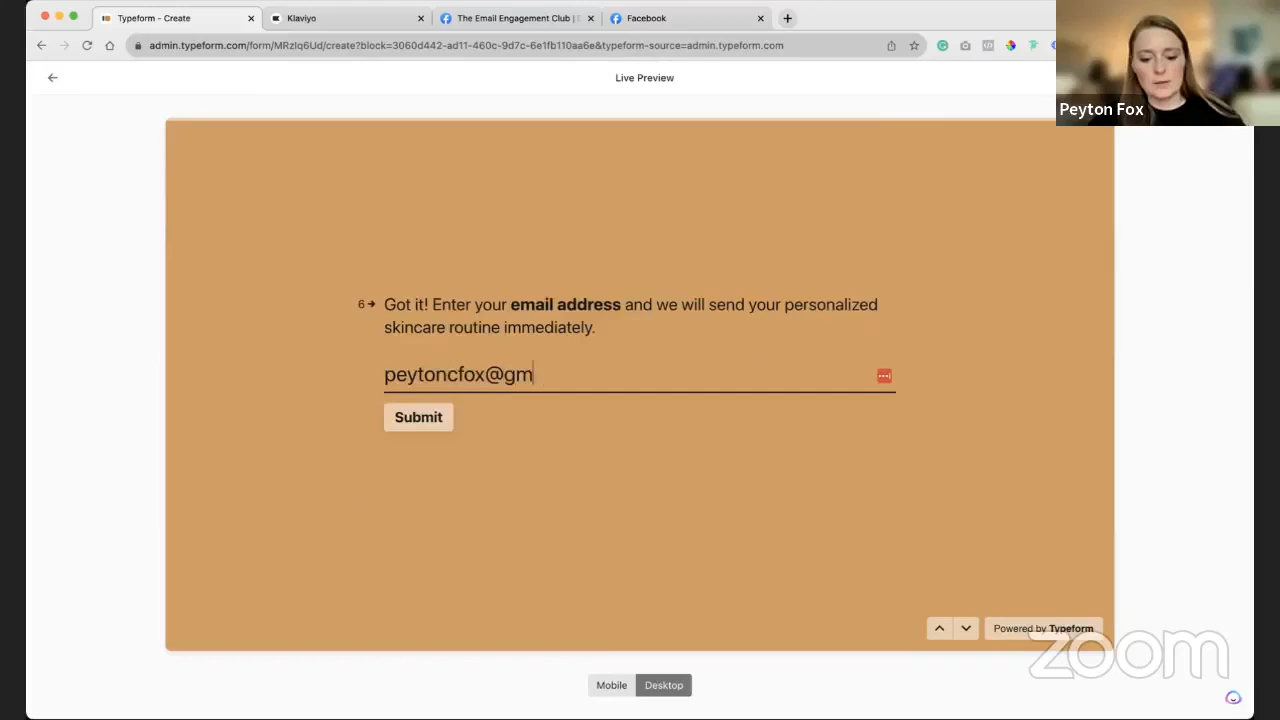 Typeform - Create
Klaviyo
The Email Engagement Club | 
Facebook
admin.typeform.com/form/MRzIq6Ud/create?block=3060d442-ad11-460c-9d7c-6e1fb110aa6e&typeform-source=admin.typeform.com
Live Preview
Peyton Fox
6 Got it! Enter your email address and we will send your personalized
skincare routine immediately.
peytoncfox@gm
Submit
Powered by Typeform
zoom
Mobile Desktop